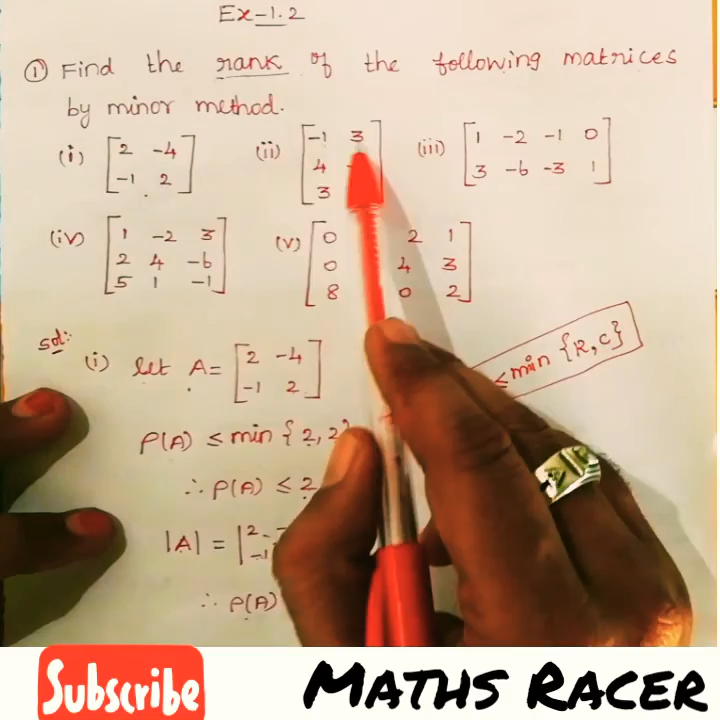 Ex-1.2
① Find the rank of the following matrices
by minor method.
(i) [2 -4
-1 2]
(ii) [-1 3
4
3 ]
(iii) [1 -2 -1 0
3 -6 -3 1]
(iv) [1 -2 3
2 4 -6
5 1 -1]
(v) [0 2 1
0 4 3
8 0 2]
sol:
(i) let A= [2 -4
-1 2]
≤ min {R, C}
ρ(A) ≤ min {2, 2}
∴ ρ(A) ≤ 2
|A| = |2 -
-1
∴ ρ(A)
Subscribe
MATHS RACER